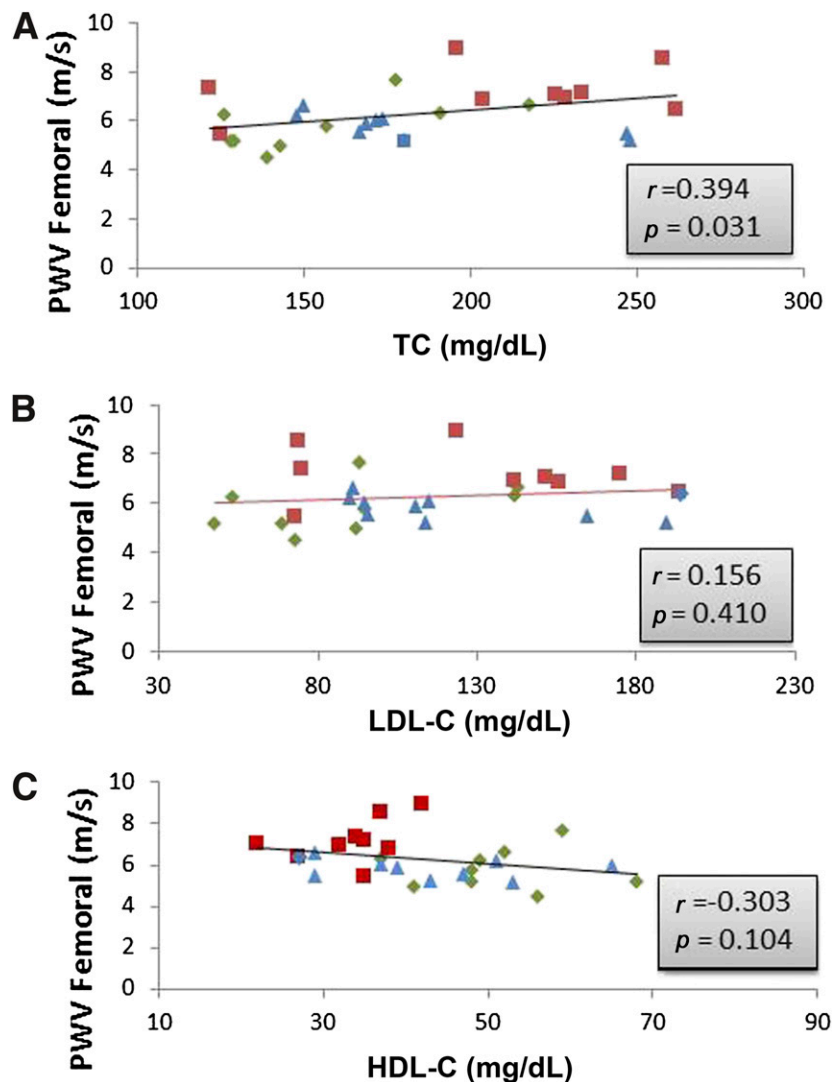 A
PWV Femoral (m/s)
10
8
6
4
2
0
r =0.394
p = 0.031
100 150 200 250 300
TC (mg/dL)
B
PWV Femoral (m/s)
10
8
6
4
2
0
r = 0.156
p = 0.410
30 80 130 180 230
LDL-C (mg/dL)
C
PWV Femoral (m/s)
10
8
6
4
2
0
r =-0.303
p = 0.104
10 30 50 70 90
HDL-C (mg/dL)